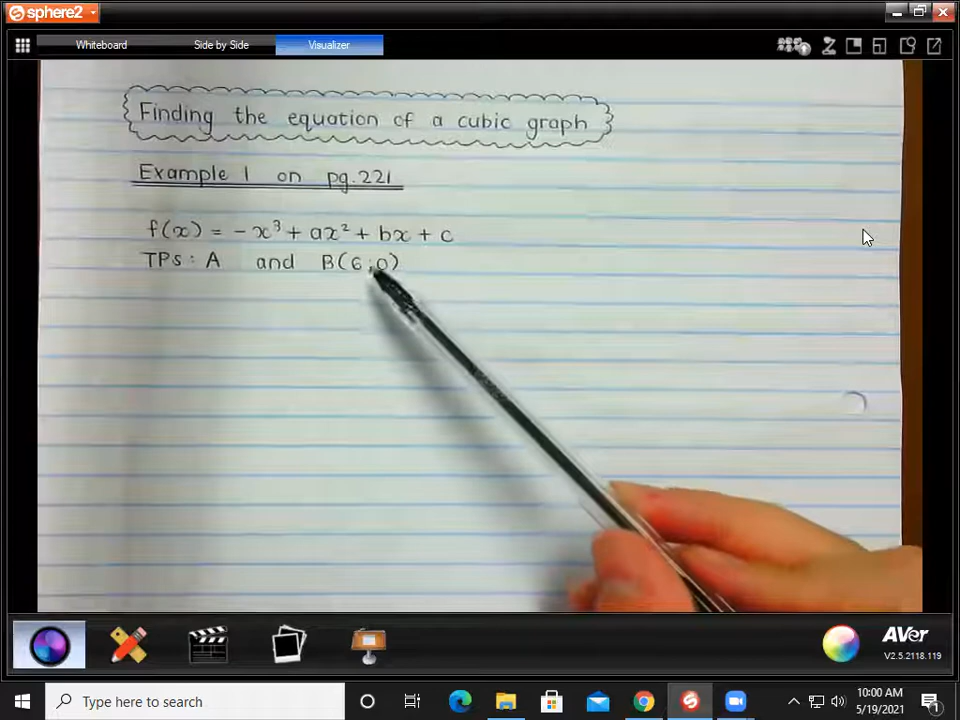 sphere2
Whiteboard
Side by Side
Visualizer
Finding the equation of a cubic graph
Example 1 on pg.221
f(x) = -x³ + ax² + bx + c
TPs : A and B(6;0)
AVer
V2.5.2118.119
Type here to search
10:00 AM
5/19/2021
1